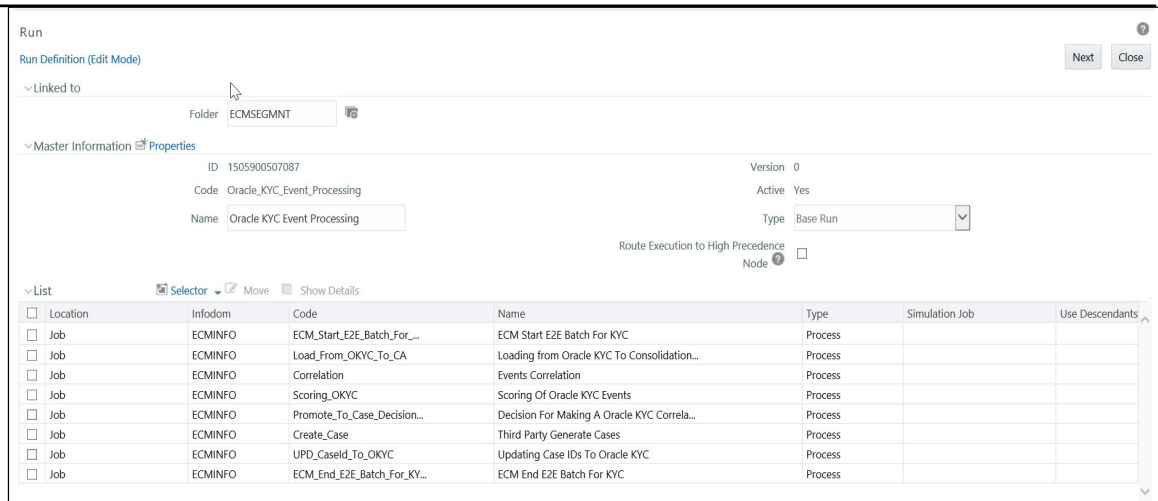 Run
Run Definition (Edit Mode)
Next Close
Linked to
Folder ECMSEGMNT
Master Information Properties
ID 1505900507087 Version 0
Code Oracle_KYC_Event_Processing Active Yes
Name Oracle KYC Event Processing Type Base Run
Route Execution to High Precedence
Node
List Selector Move Show Details
Location Infodom Code Name Type Simulation Job Use Descendants
Job ECMINFO ECM_Start_E2E_Batch_For_... ECM Start E2E Batch For KYC Process
Job ECMINFO Load_From_OKYC_To_CA Loading from Oracle KYC To Consolidation... Process
Job ECMINFO Correlation Events Correlation Process
Job ECMINFO Scoring_OKYC Scoring Of Oracle KYC Events Process
Job ECMINFO Promote_To_Case_Decision... Decision For Making A Oracle KYC Correla... Process
Job ECMINFO Create_Case Third Party Generate Cases Process
Job ECMINFO UPD_CaseId_To_OKYC Updating Case IDs To Oracle KYC Process
Job ECMINFO ECM_End_E2E_Batch_For_KY... ECM End E2E Batch For KYC Process